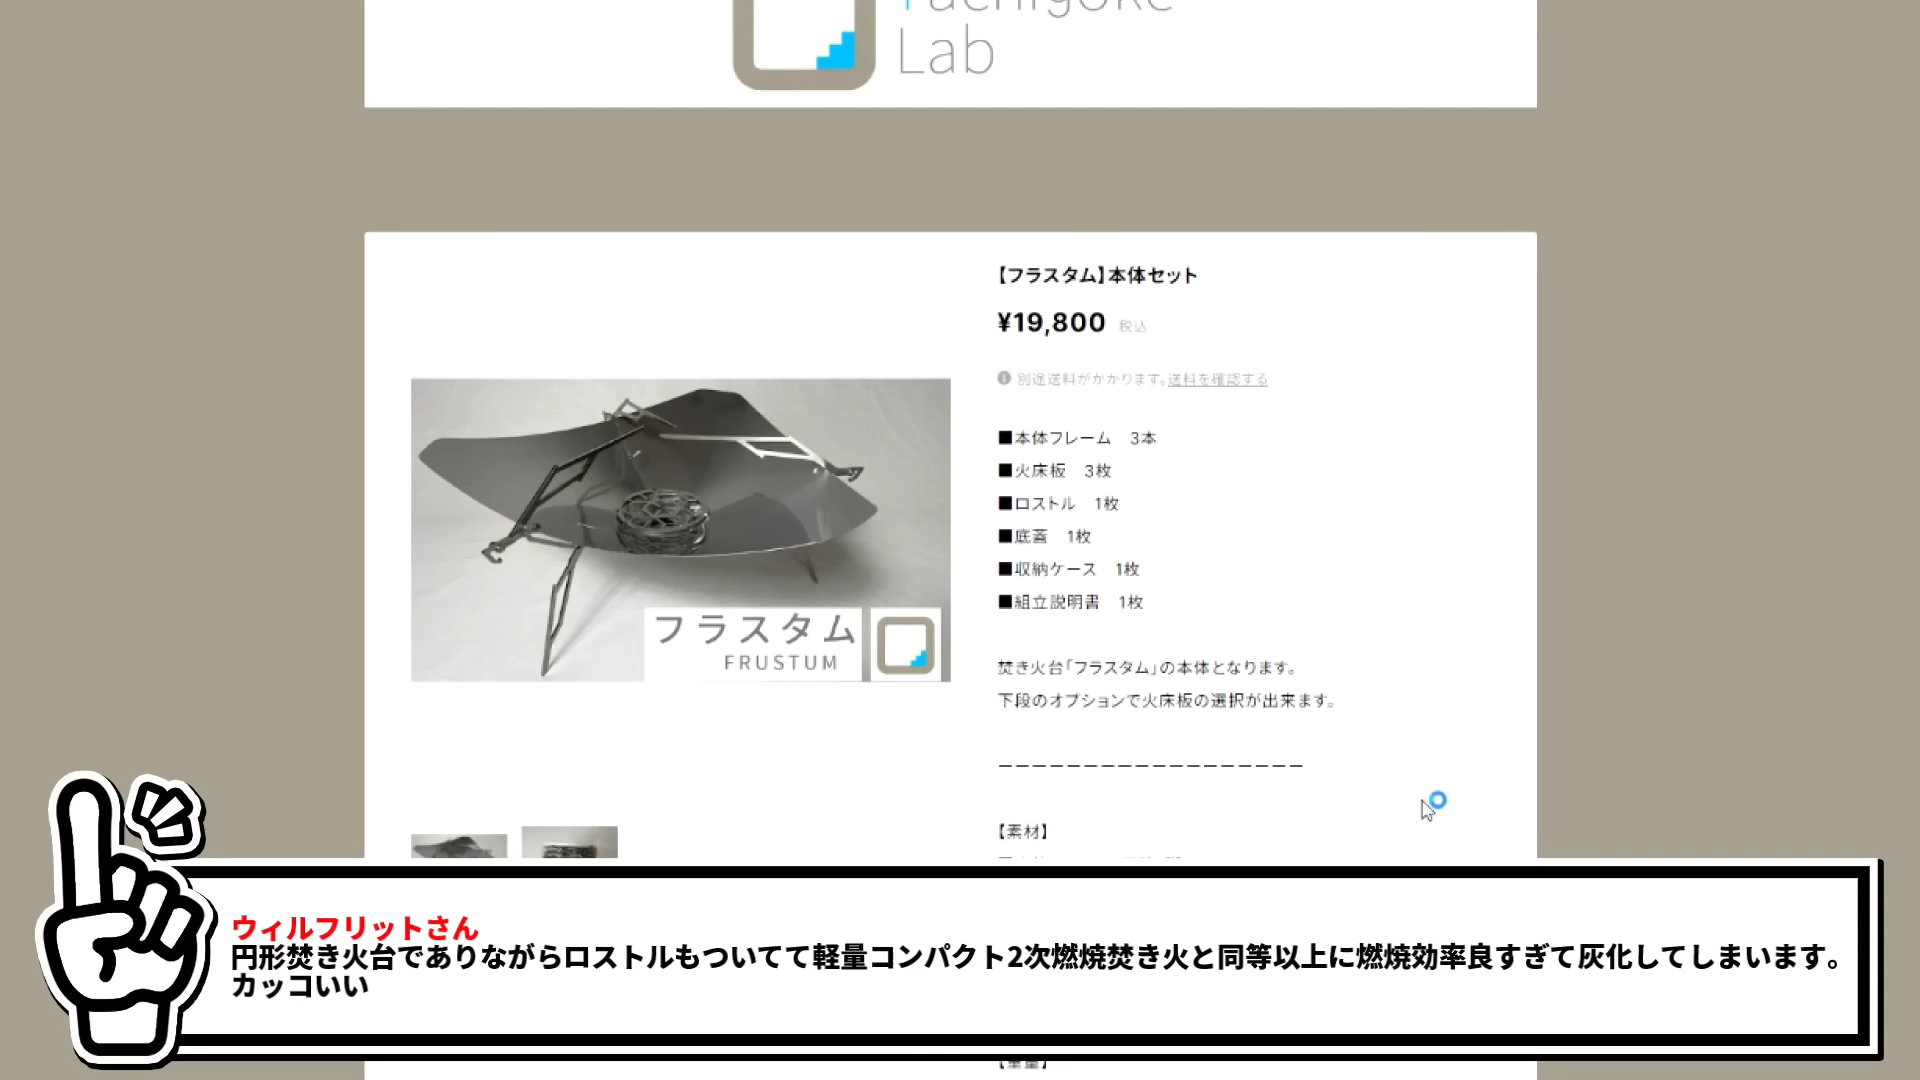 Lab
【フラスタム】本体セット
¥19,800 税込
別途送料がかかります。送料を確認する
■本体フレーム　3本
■火床板　3枚
■ロストル　1枚
■底蓋　1枚
■収納ケース　1枚
■組立説明書　1枚
フラスタム
FRUSTUM
焚き火台「フラスタム」の本体となります。
下段のオプションで火床板の選択が出来ます。
ーーーーーーーーーーーーーーーーーー
【素材】
ウィルフリットさん
円形焚き火台でありながらロストルもついてて軽量コンパクト2次燃焼焚き火と同等以上に燃焼効率良すぎて灰化してしまいます。
カッコいい